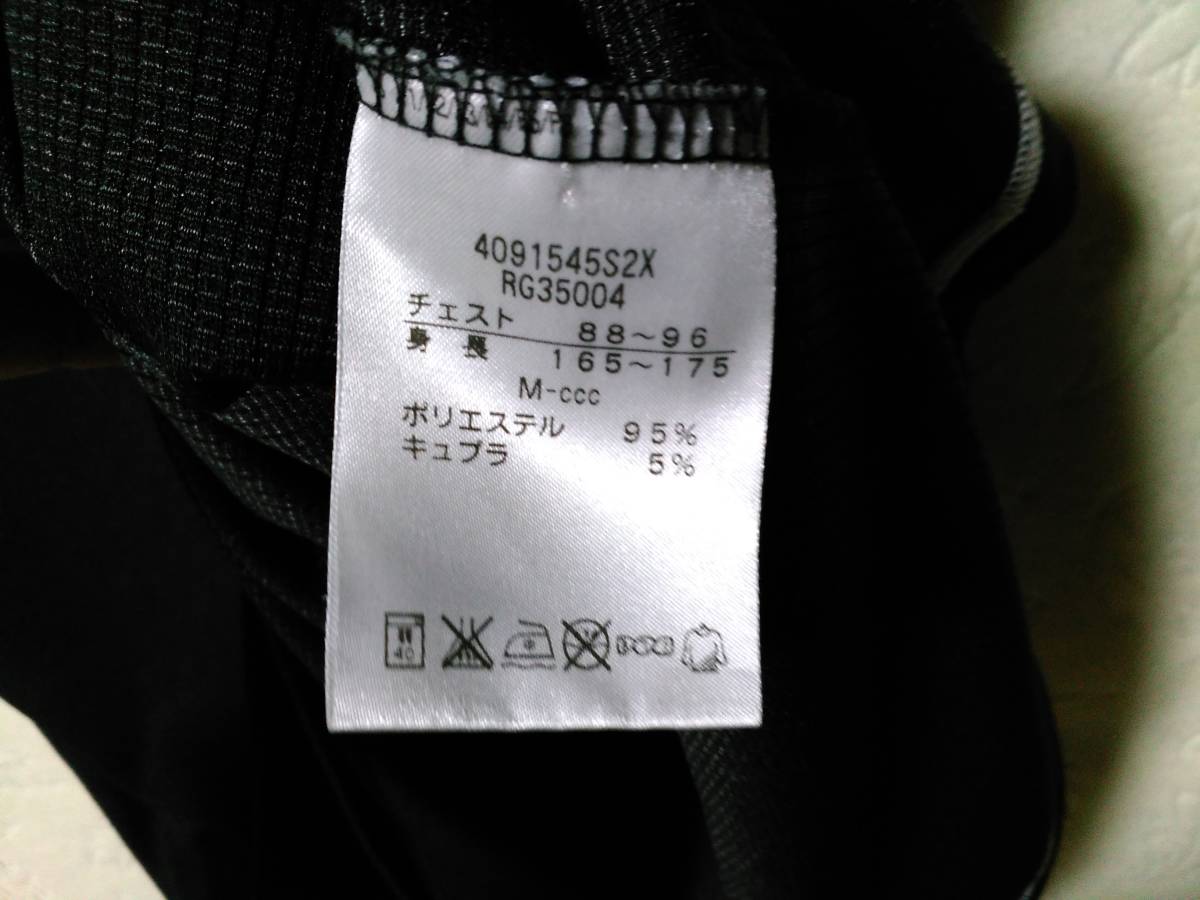 4091545S2X
RG35004
チェスト 88~96
身長 165~175
M-ccc
ポリエステル 95%
キュプラ 5%
40